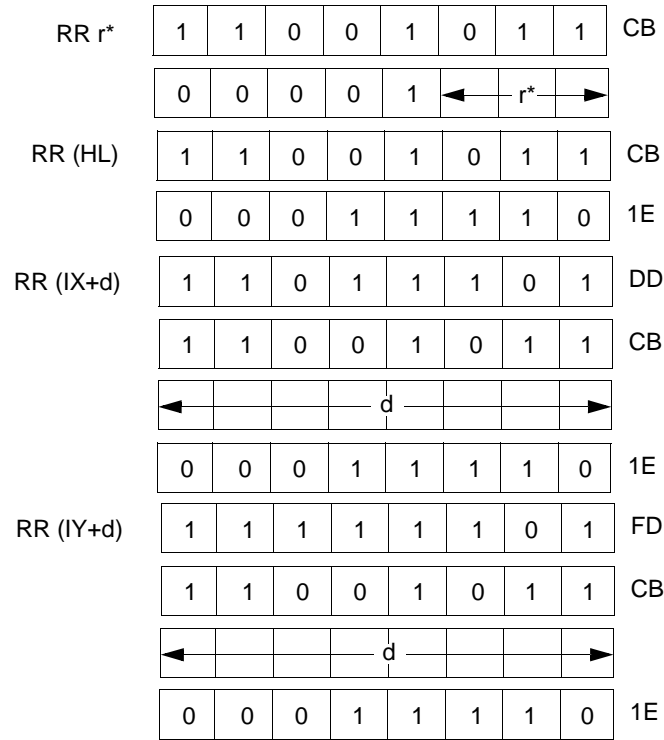 RR r* 1 1 0 0 1 0 1 1 CB
0 0 0 0 1 r*
RR (HL) 1 1 0 0 1 0 1 1 CB
0 0 0 1 1 1 1 0 1E
RR (IX+d) 1 1 0 1 1 1 0 1 DD
1 1 0 0 1 0 1 1 CB
d
0 0 0 1 1 1 1 0 1E
RR (IY+d) 1 1 1 1 1 1 0 1 FD
1 1 0 0 1 0 1 1 CB
d
0 0 0 1 1 1 1 0 1E